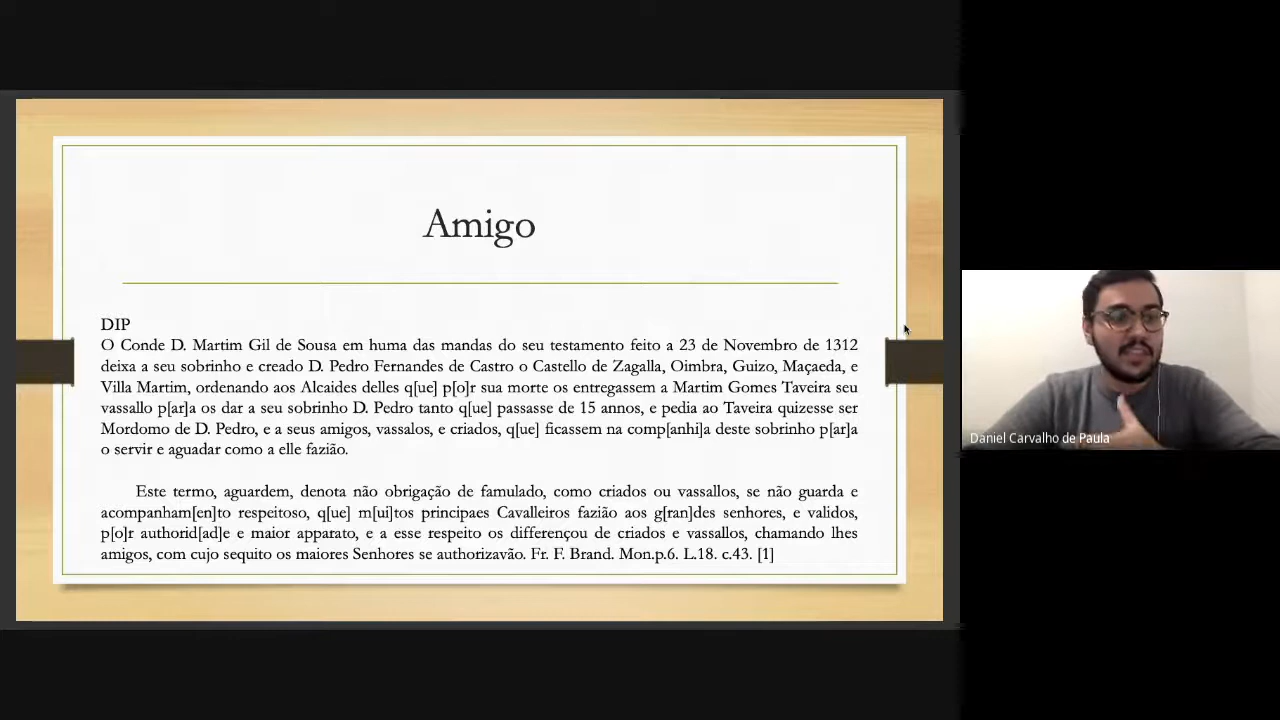 Amigo
DIP
O Conde D. Martim Gil de Sousa em huma das mandas do seu testamento feito a 23 de Novembro de 1312
deixa a seu sobrinho e creado D. Pedro Fernandes de Castro o Castello de Zagalla, Oimbra, Guizo, Maçaeda, e
Villa Martim, ordenando aos Alcaides delles q[ue] p[o]r sua morte os entregassem a Martim Gomes Taveira seu
vassallo p[ar]a os dar a seu sobrinho D. Pedro tanto q[ue] passasse de 15 annos, e pedia ao Taveira quizesse ser
Mordomo de D. Pedro, e a seus amigos, vassalos, e criados, q[ue] ficassem na comp[anhi]a deste sobrinho p[ar]a
o servir e aguadar como a elle fazião.
Este termo, aguardem, denota não obrigação de famulado, como criados ou vassallos, se não guarda e
acompanham[en]to respeitoso, q[ue] m[ui]tos principaes Cavalleiros fazião aos g[ran]des senhores, e validos,
p[o]r authorid[ad]e e maior apparato, e a esse respeito os differençou de criados e vassallos, chamando lhes
amigos, com cujo sequito os maiores Senhores se authorizavão. Fr. F. Brand. Mon.p.6. L.18. c.43. [1]
Daniel Carvalho de Paula